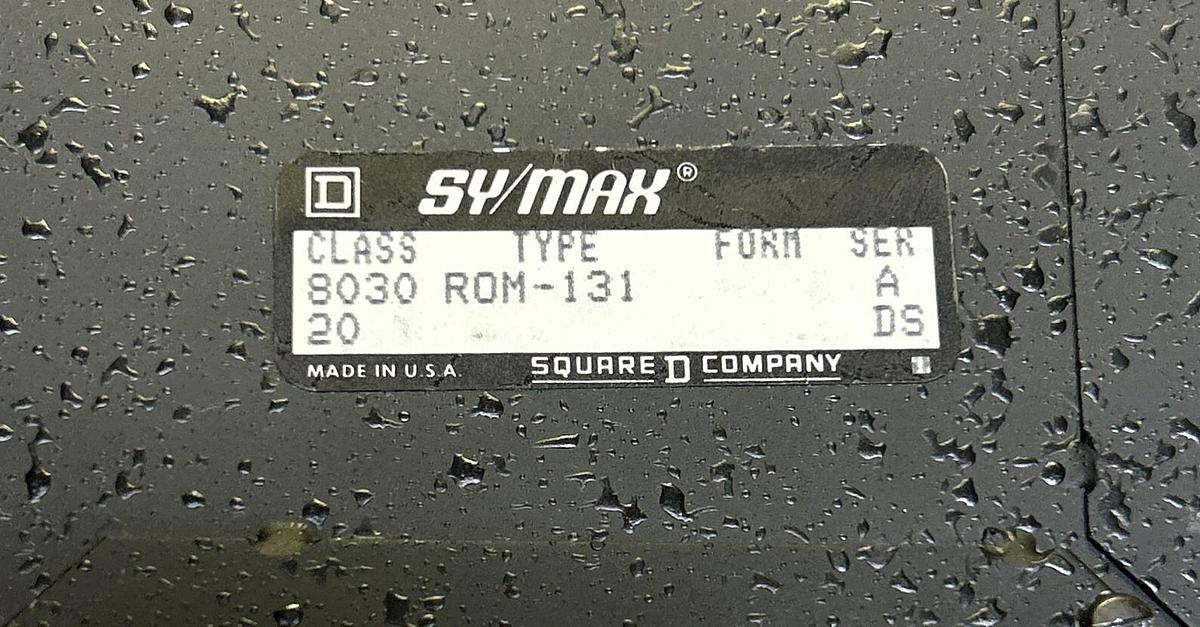 D SY/MAX®
CLASS TYPE FORM SER
8030 ROM-131 A
20 DS
MADE IN U.S.A. SQUARE D COMPANY